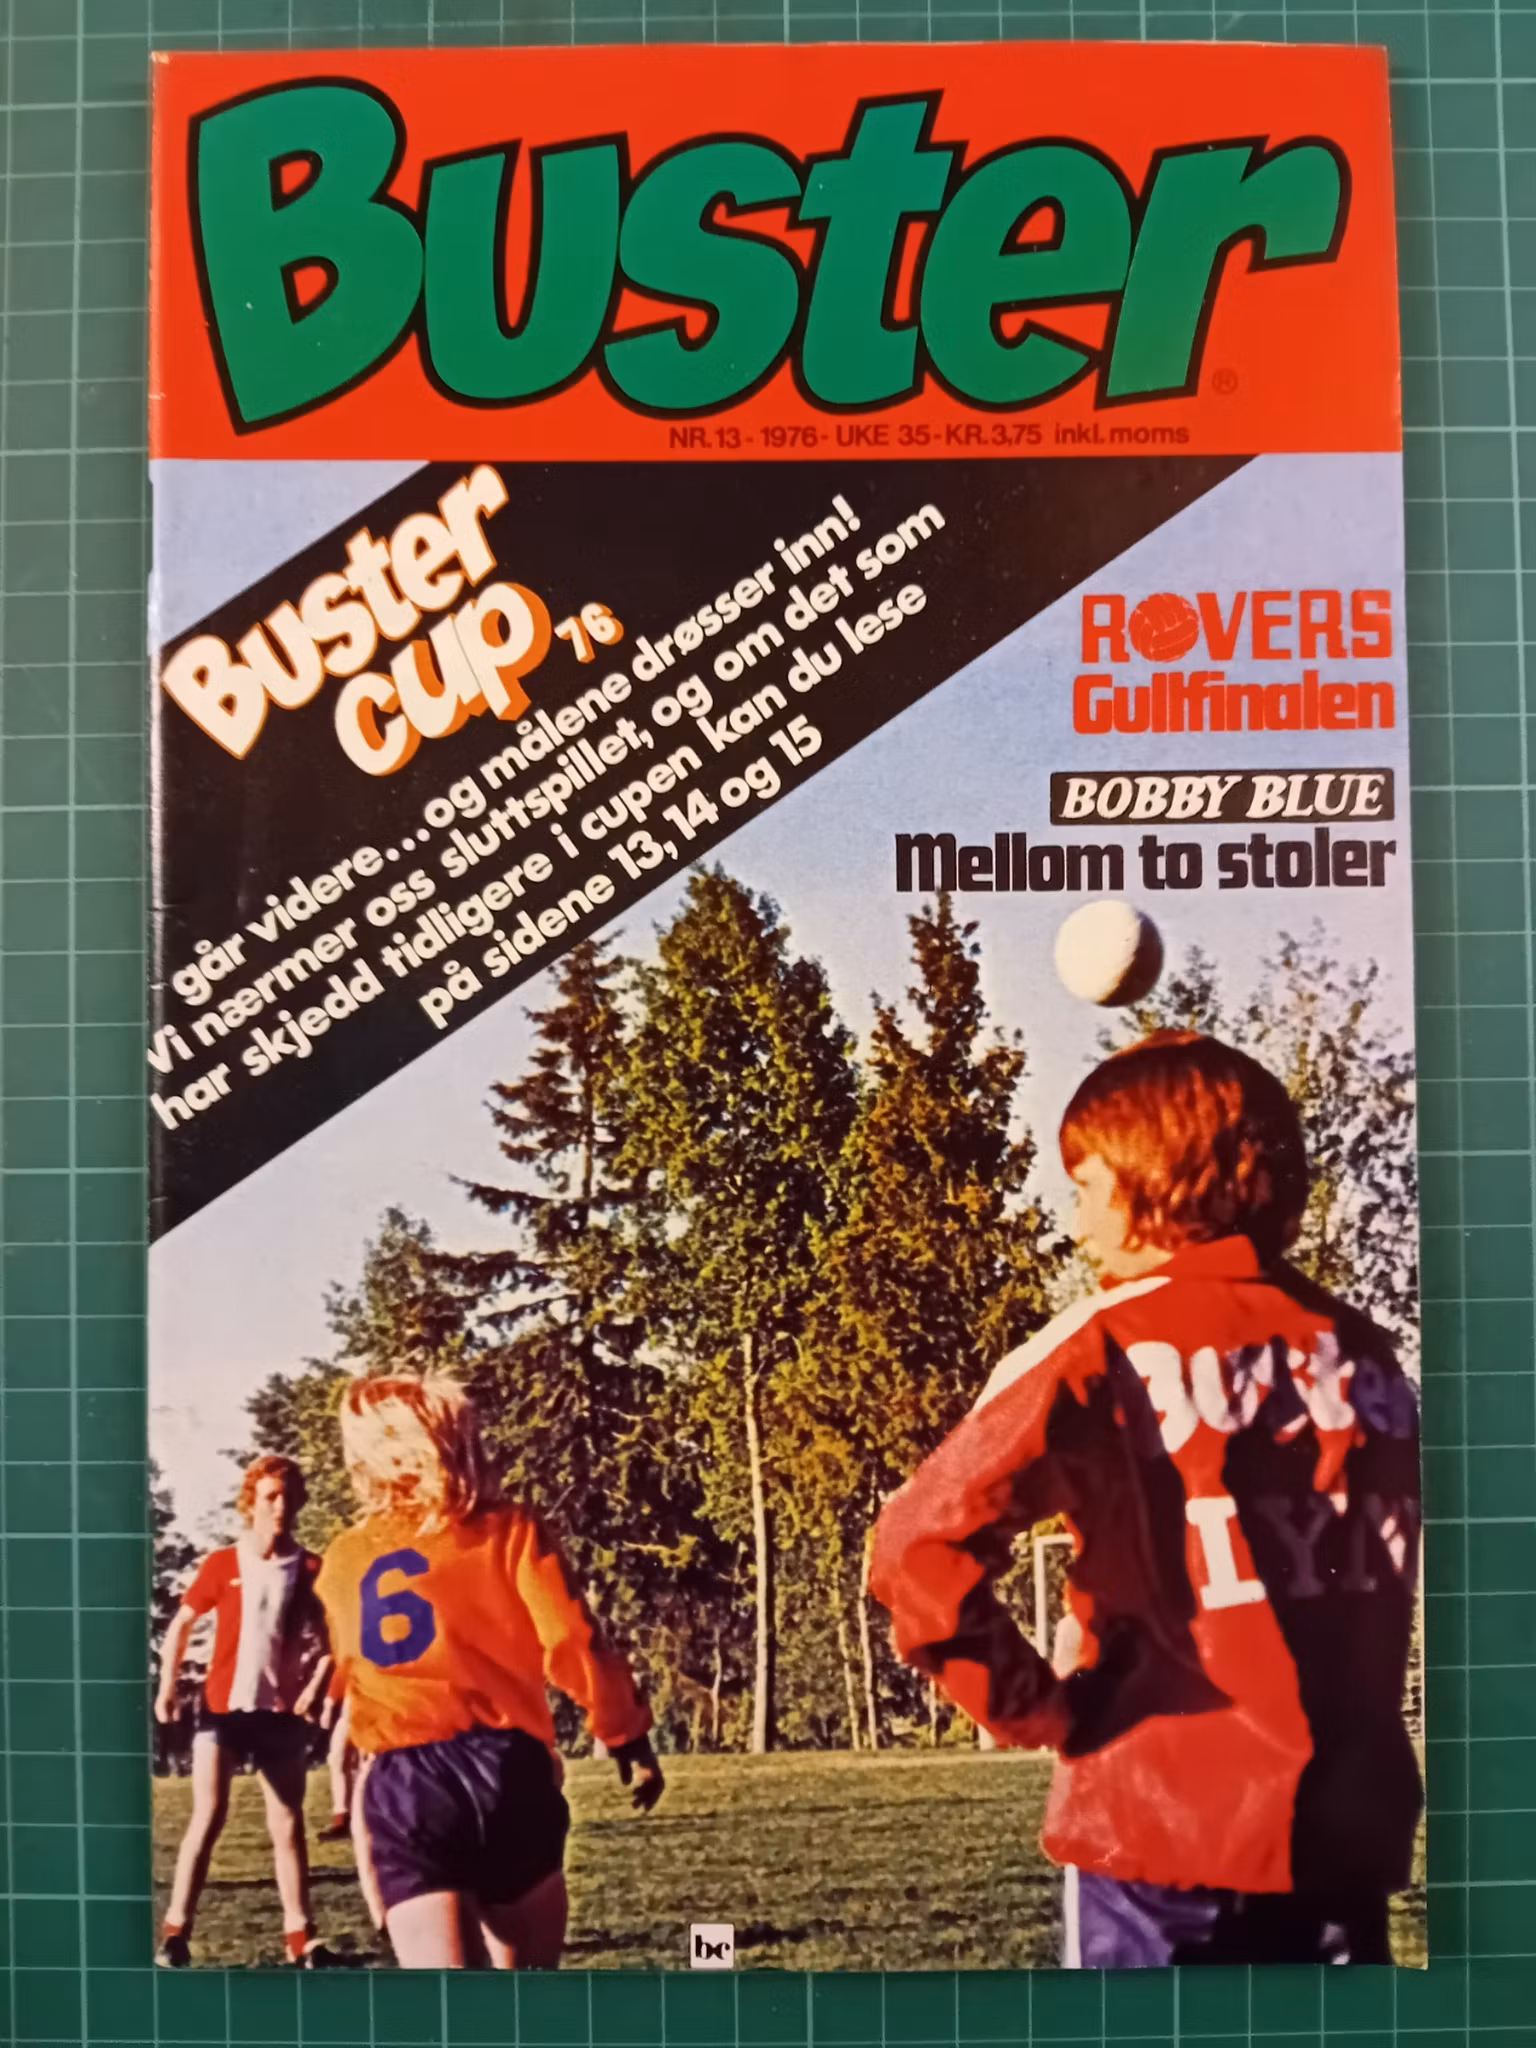 Buster
®
NR. 13 - 1976 - UKE 35 - KR. 3,75 inkl. moms
Buster
cup 76
går videre...og målene drøsser inn!
Vi nærmer oss sluttspillet, og om det som
har skjedd tidligere i cupen kan du lese
på sidene 13, 14 og 15
ROVERS
Gullfinalen
BOBBY BLUE
Mellom to stoler
Buster
6
bc